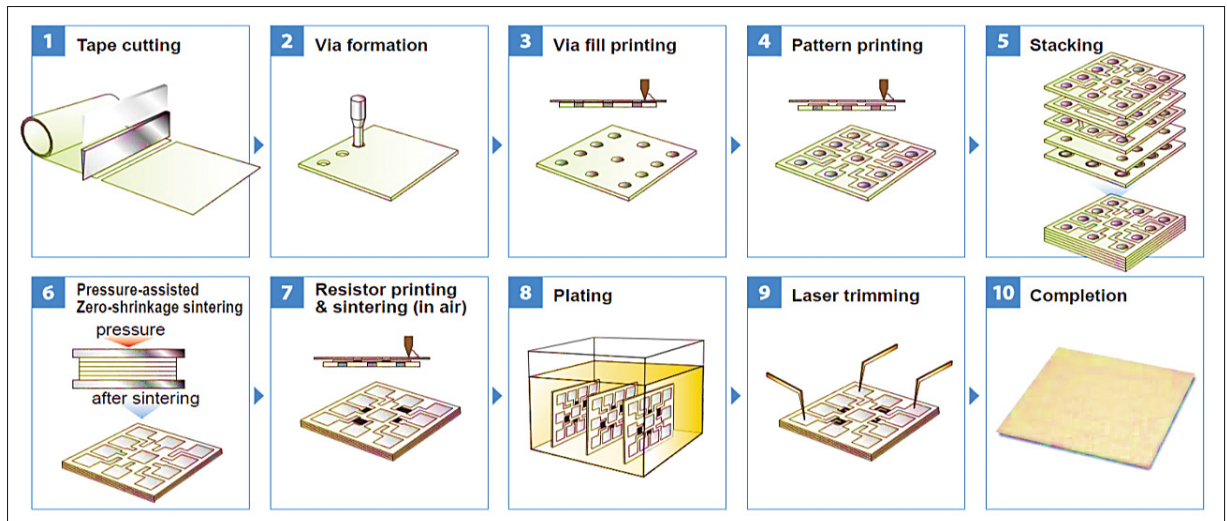 1 Tape cutting
2 Via formation
3 Via fill printing
4 Pattern printing
5 Stacking
6 Pressure-assisted
Zero-shrinkage sintering
pressure
after sintering
7 Resistor printing
& sintering (in air)
8 Plating
9 Laser trimming
10 Completion